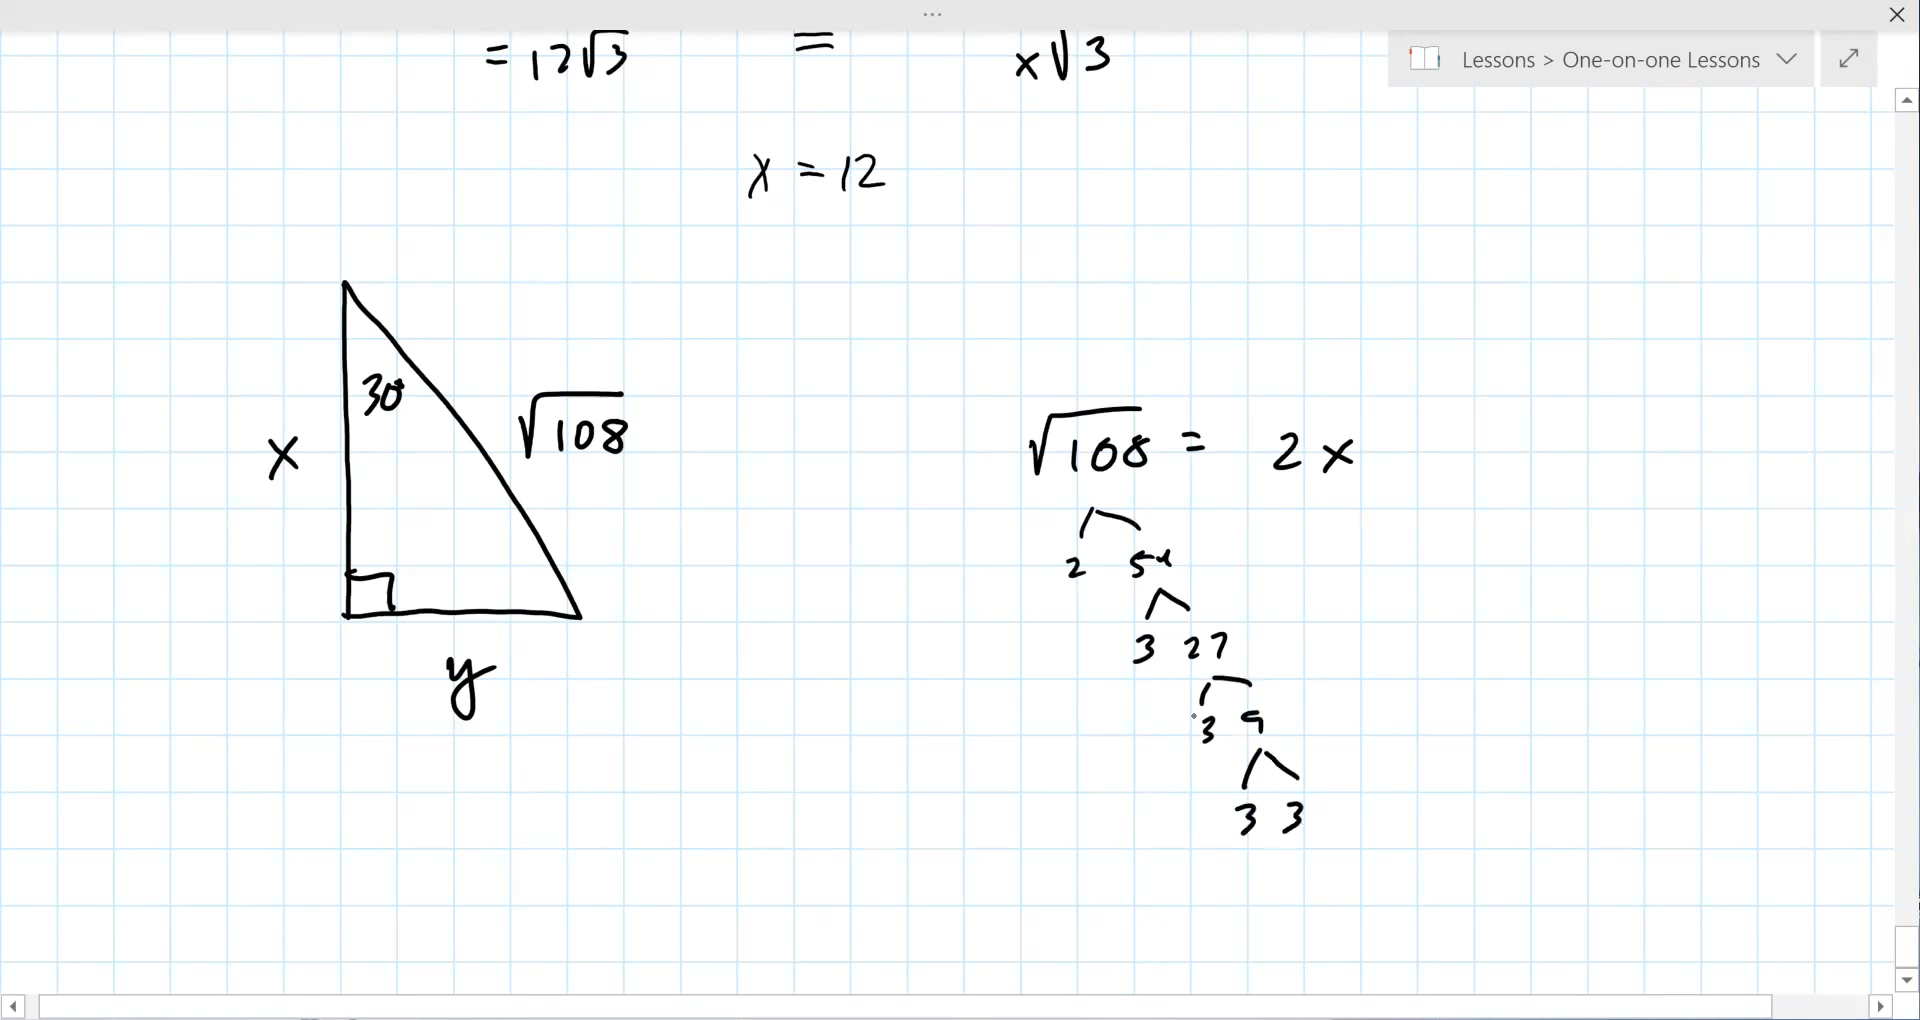 ...
= 12√3 = x√3
Lessons > One-on-one Lessons
x = 12
30°
√108
x
√108 = 2x
2 54
3 27
y
3 9
3 3